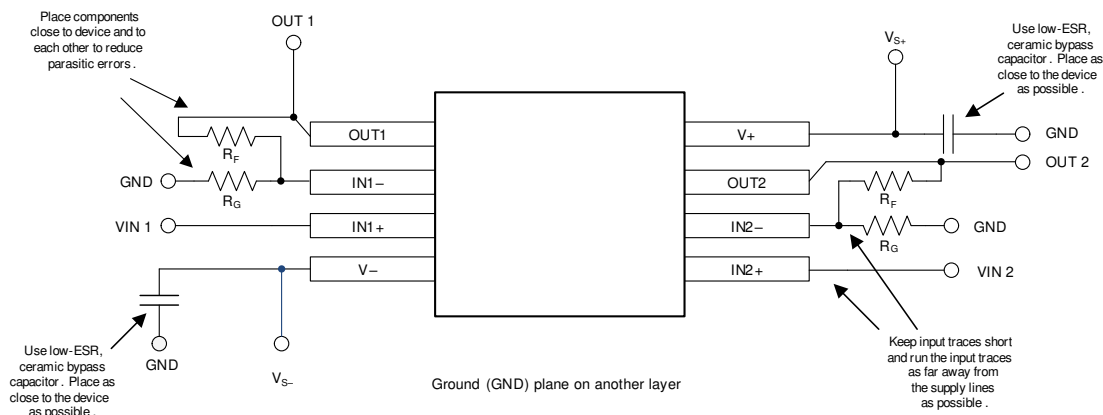 Place components
close to device and to
each other to reduce
parasitic errors .
OUT 1
VS+
Use low-ESR,
ceramic bypass
capacitor . Place as
close to the device
as possible .
OUT1
V+
GND
RF
OUT 2
GND
RG
IN1−
OUT2
RF
VIN 1
IN1+
IN2−
RG
GND
V−
IN2+
VIN 2
GND
Use low-ESR,
ceramic bypass
capacitor . Place as
close to the device
as possible .
VS−
Ground (GND) plane on another layer
Keep input traces short
and run the input traces
as far away from
the supply lines
as possible .